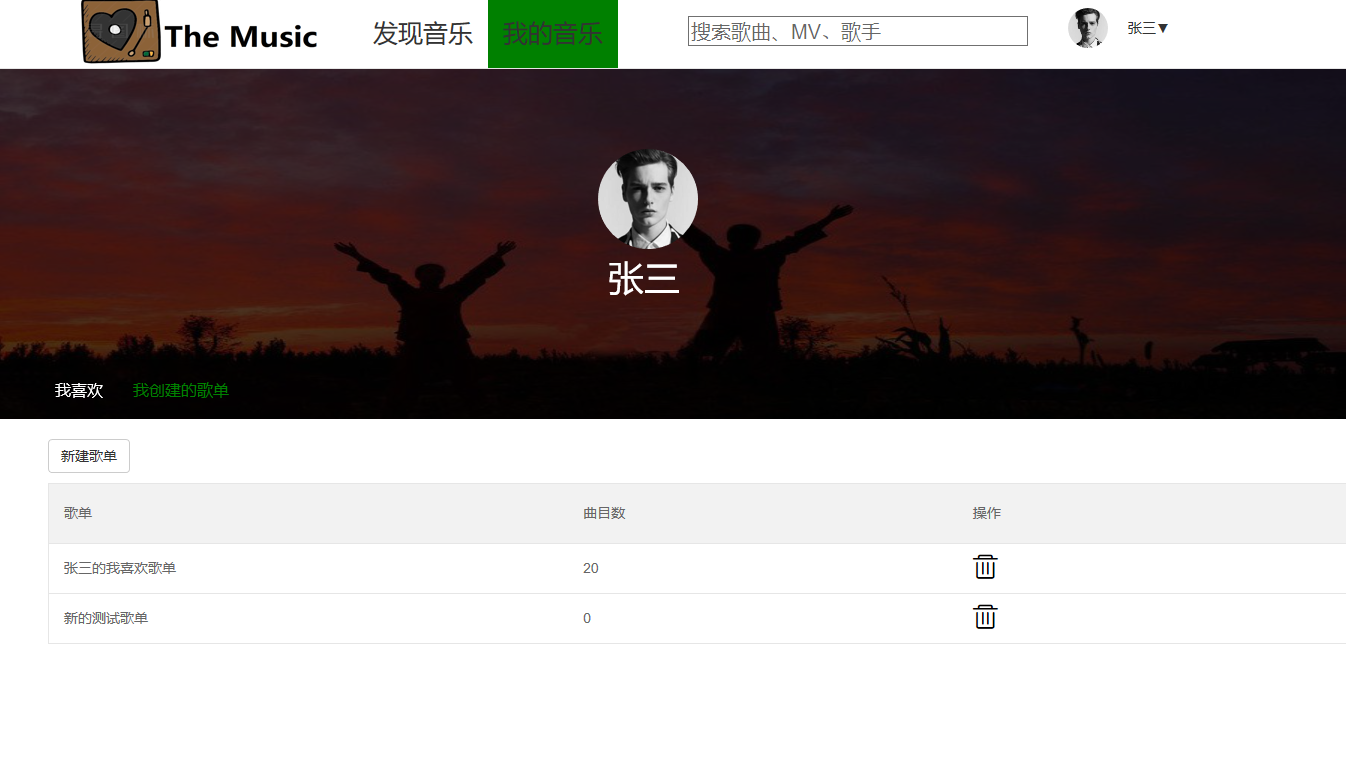 The Music
发现音乐
我的音乐
搜索歌曲、MV、歌手
张三▼
张三
我喜欢
我创建的歌单
新建歌单
歌单
曲目数
操作
张三的我喜欢歌单
20
新的测试歌单
0